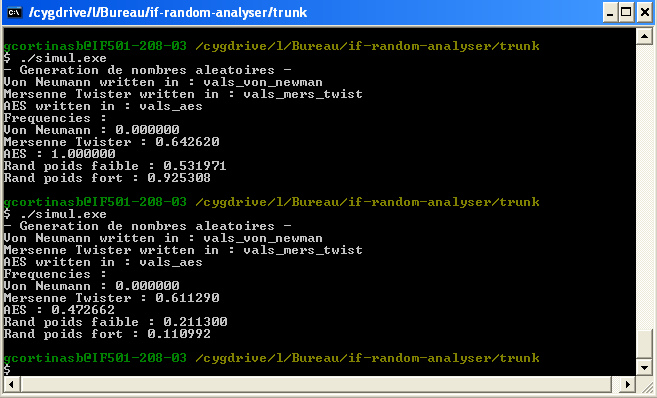 /cygdrive/l/Bureau/if-random-analyser/trunk
gcortinasb@IF501-208-03 /cygdrive/l/Bureau/if-random-analyser/trunk
$ ./simul.exe
- Generation de nombres aleatoires -
Von Neumann written in : vals_von_newman
Mersenne Twister written in : vals_mers_twist
AES written in : vals_aes
Frequencies :
Von Neumann : 0.000000
Mersenne Twister : 0.642620
AES : 1.000000
Rand poids faible : 0.531971
Rand poids fort : 0.925308
gcortinasb@IF501-208-03 /cygdrive/l/Bureau/if-random-analyser/trunk
$ ./simul.exe
- Generation de nombres aleatoires -
Von Neumann written in : vals_von_newman
Mersenne Twister written in : vals_mers_twist
AES written in : vals_aes
Frequencies :
Von Neumann : 0.000000
Mersenne Twister : 0.611290
AES : 0.472662
Rand poids faible : 0.211300
Rand poids fort : 0.110992
gcortinasb@IF501-208-03 /cygdrive/l/Bureau/if-random-analyser/trunk
$